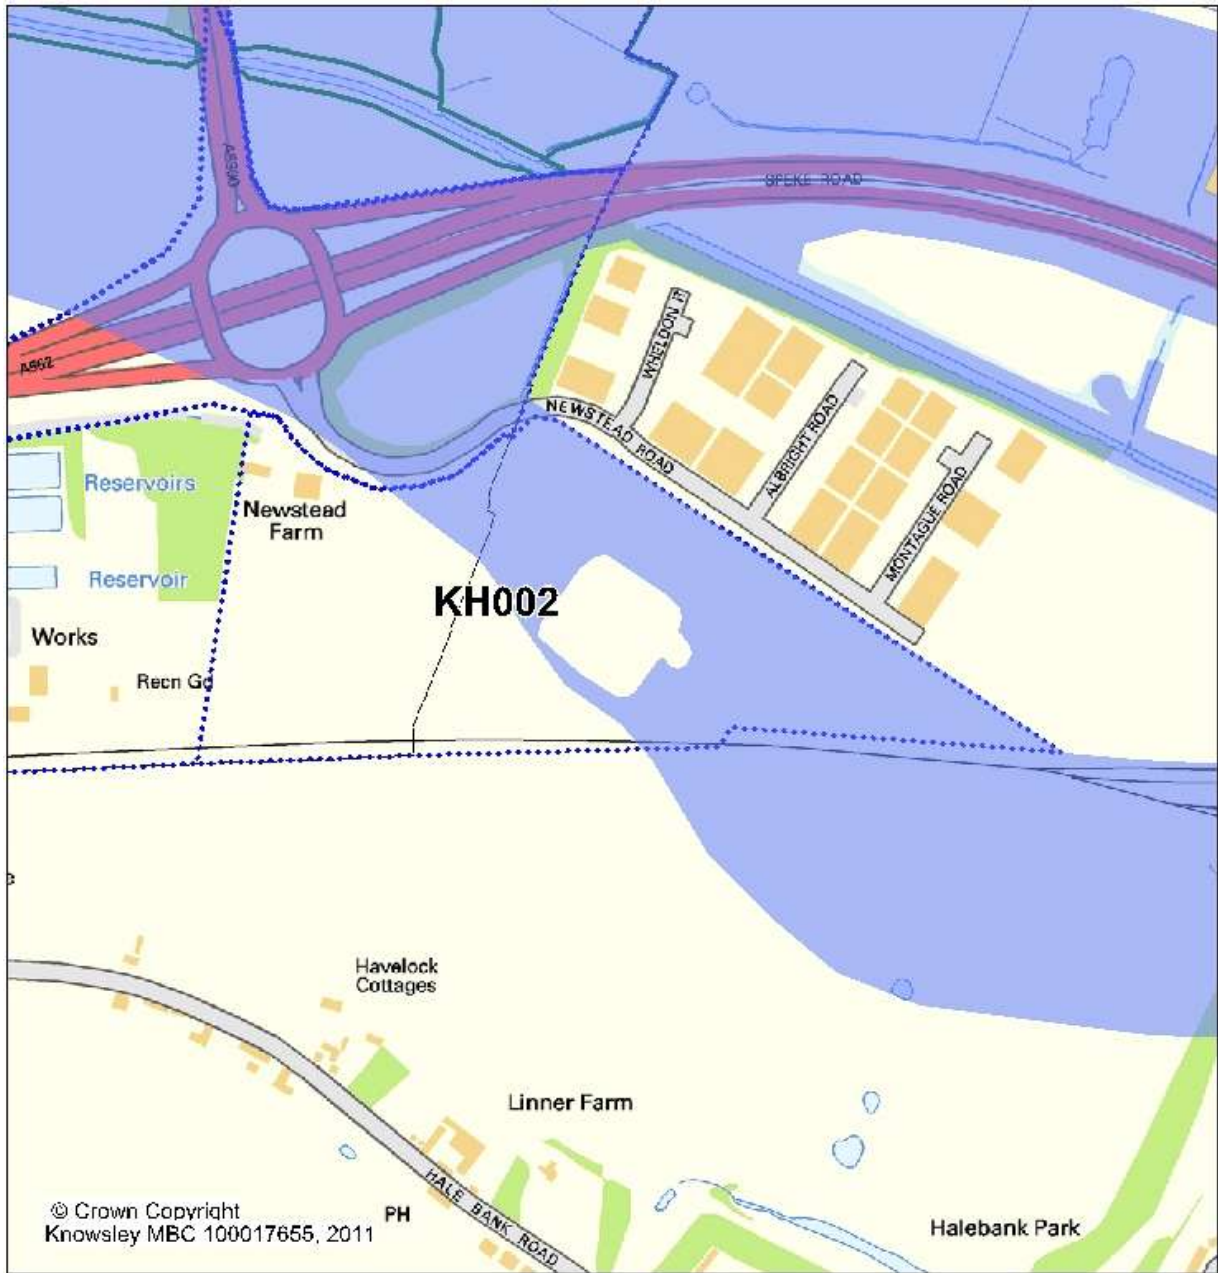 A5300
SPEKE ROAD
A562
WHELDON R
NEWSTEAD ROAD
ALBRIGHT ROAD
MONTAGUE ROAD
Reservoirs
Newstead
Farm
Reservoir
KH002
Works
Recn Gd
Havelock
Cottages
Linner Farm
HALE BANK ROAD
PH
Halebank Park
© Crown Copyright
Knowsley MBC 100017655, 2011